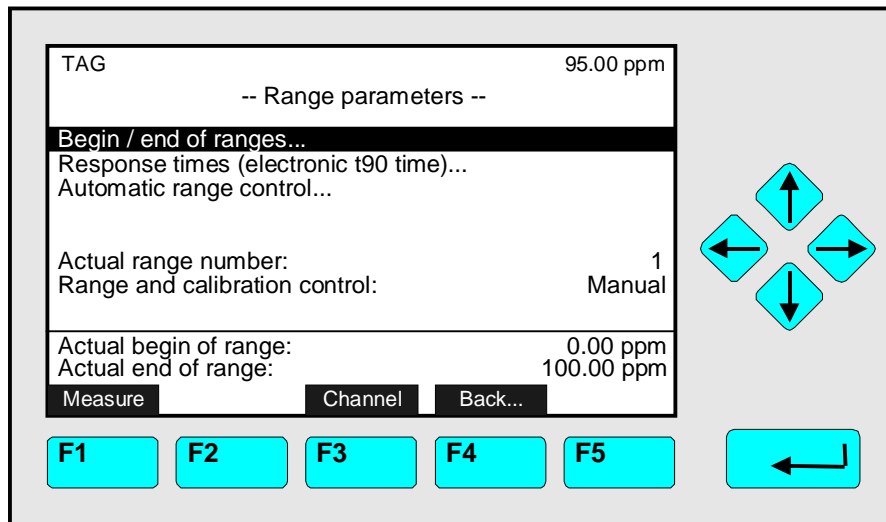 TAG 95.00 ppm
-- Range parameters --
Begin / end of ranges...
Response times (electronic t90 time)...
Automatic range control...
Actual range number: 1
Range and calibration control: Manual
Actual begin of range: 0.00 ppm
Actual end of range: 100.00 ppm
Measure Channel Back...
F1 F2 F3 F4 F5